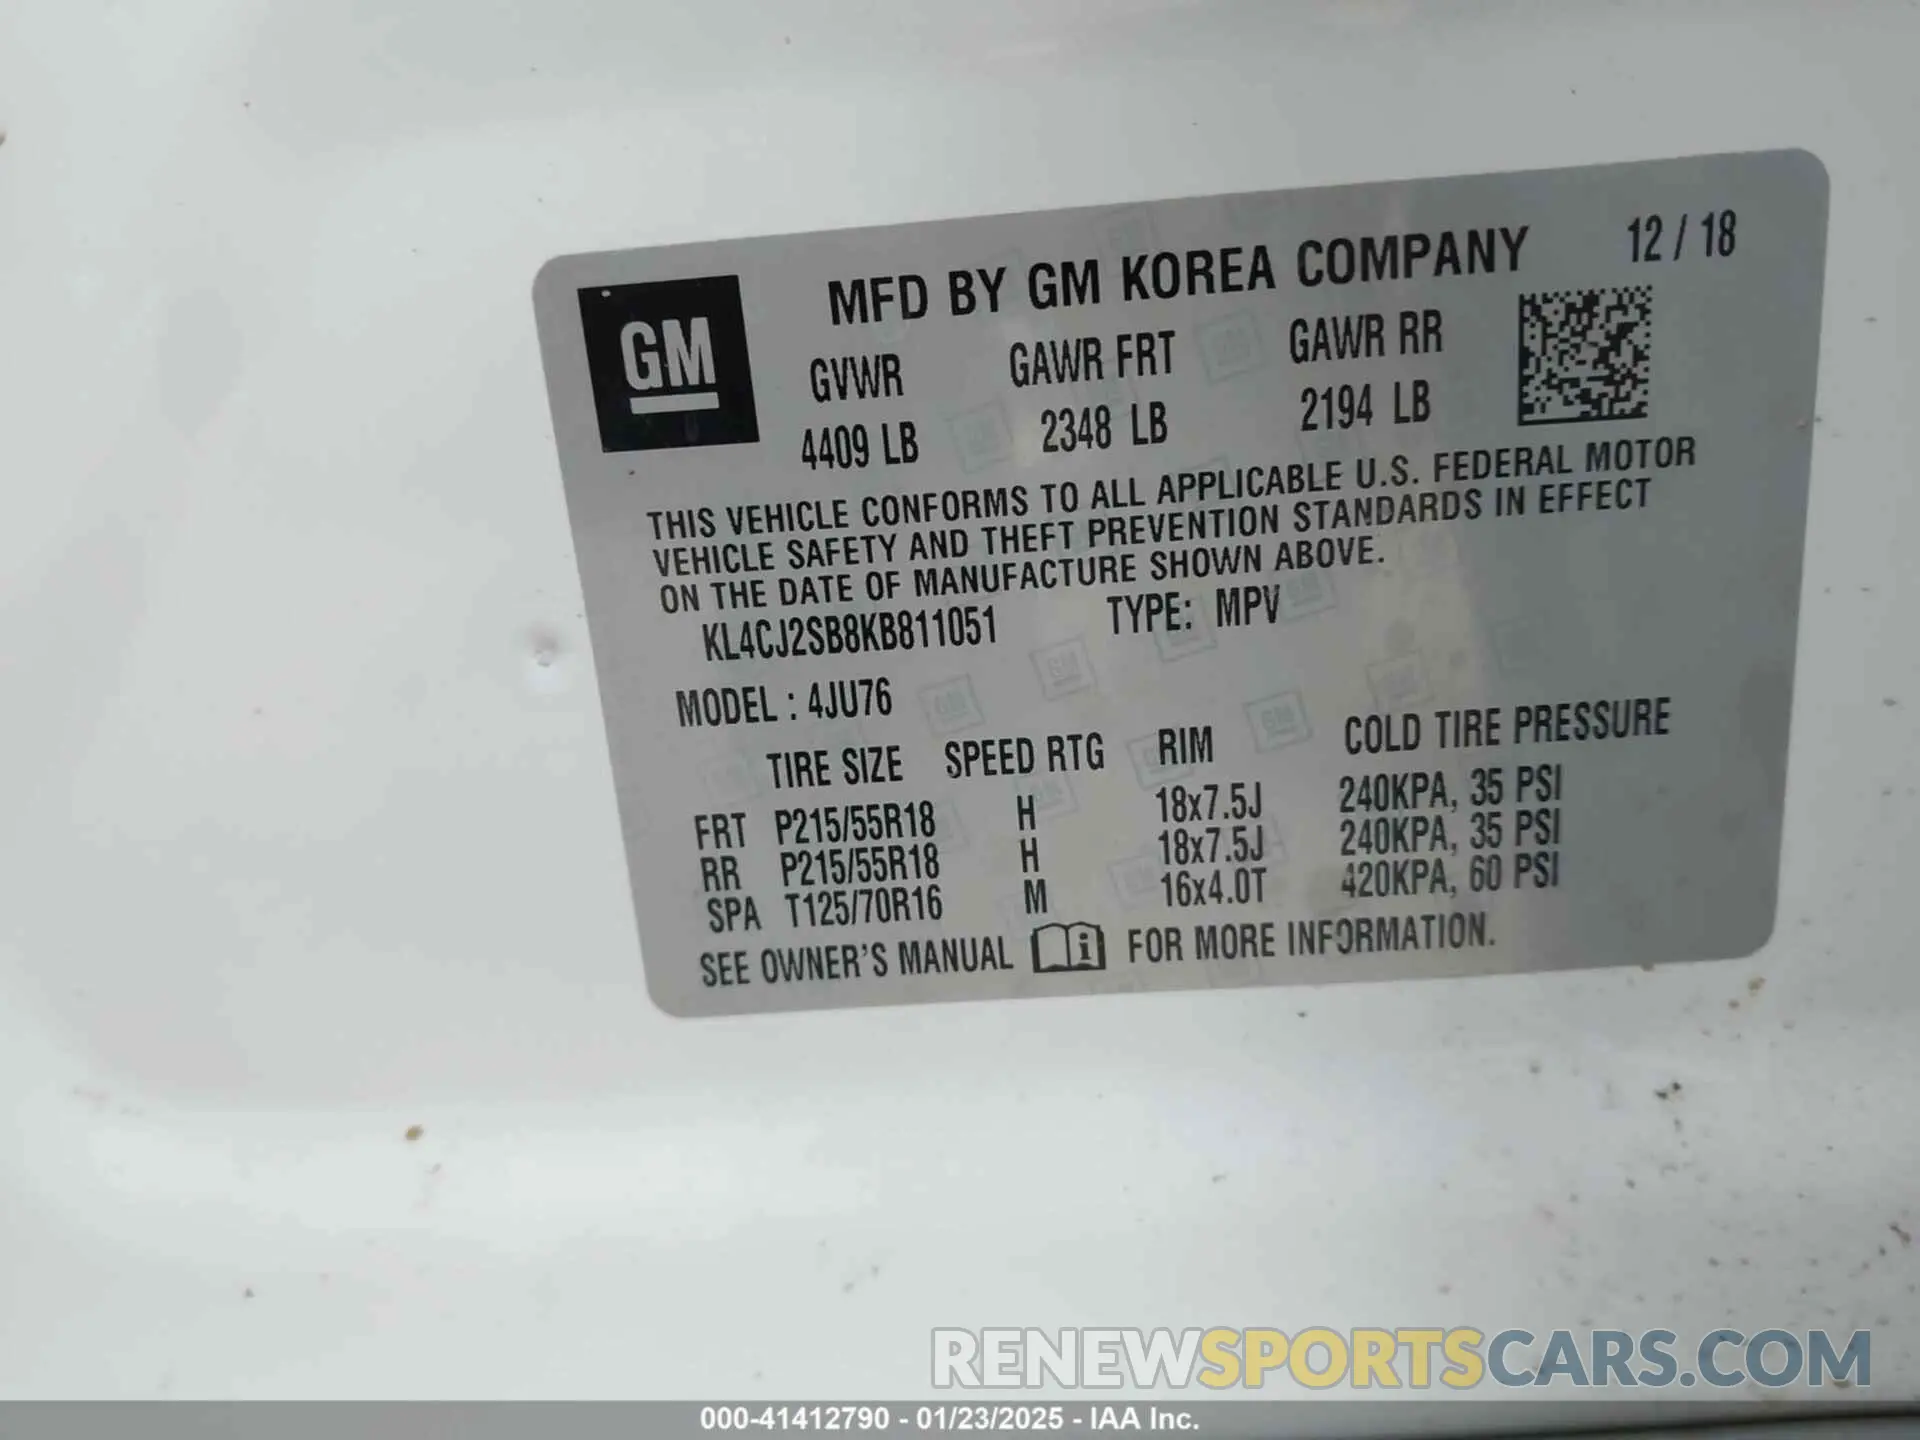 MFD BY GM KOREA COMPANY 12 / 18
GM
GVWR GAWR FRT GAWR RR
4409 LB 2348 LB 2194 LB
THIS VEHICLE CONFORMS TO ALL APPLICABLE U.S. FEDERAL MOTOR
VEHICLE SAFETY AND THEFT PREVENTION STANDARDS IN EFFECT
ON THE DATE OF MANUFACTURE SHOWN ABOVE.
KL4CJ2SB8KB811051 TYPE: MPV
MODEL : 4JU76
TIRE SIZE SPEED RTG RIM COLD TIRE PRESSURE
FRT P215/55R18 H 18x7.5J 240KPA, 35 PSI
RR P215/55R18 H 18x7.5J 240KPA, 35 PSI
SPA T125/70R16 M 16x4.0T 420KPA, 60 PSI
SEE OWNER'S MANUAL i FOR MORE INFORMATION.
RENEWSPORTSCARS.COM
000-41412790 - 01/23/2025 - IAA Inc.